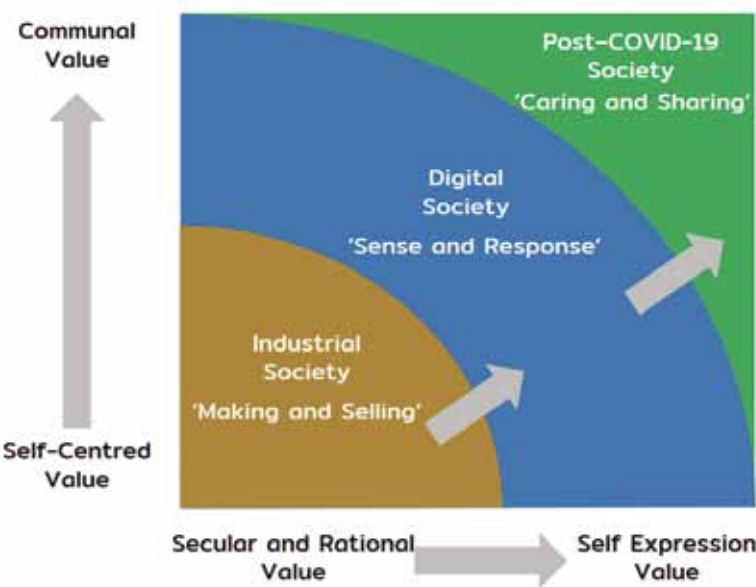 Communal
Value
Post-COVID-19
Society
'Caring and Sharing'
Digital
Society
'Sense and Response'
Industrial
Society
'Making and Selling'
Self-Centred
Value
Secular and Rational
Value
Self Expression
Value